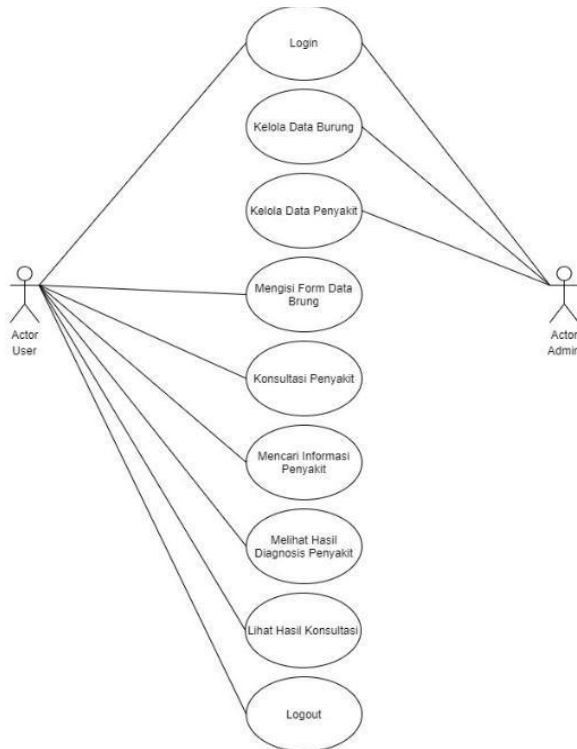 Login
Kelola Data Burung
Kelola Data Penyakit
Mengisi Form Data
Brung
Actor
User
Actor
Admin
Konsultasi Penyakit
Mencari Informasi
Penyakit
Melihat Hasil
Diagnosis Penyakit
Lihat Hasil Konsultasi
Logout